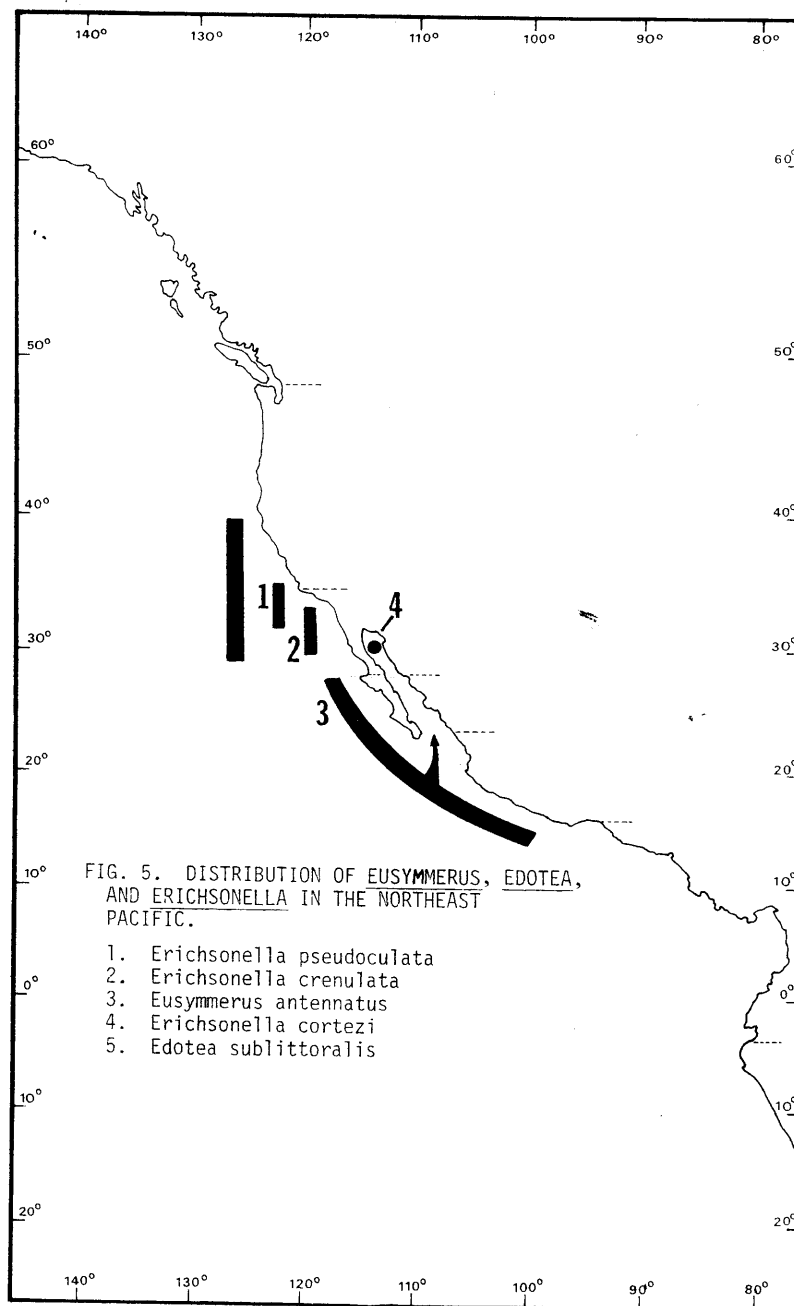 140° 130° 120° 110° 100° 90° 80°
60° 60°
50° 50°
40° 40°
1
4
30° 2 30°
3
20° 20°
10° 10°
FIG. 5. DISTRIBUTION OF EUSYMMERUS, EDOTEA,
AND ERICHSONELLA IN THE NORTHEAST
PACIFIC.
1. Erichsonella pseudoculata
2. Erichsonella crenulata
0° 0°
3. Eusymmerus antennatus
4. Erichsonella cortezi
5. Edotea sublittoralis
10° 10°
20° 20°
140° 130° 120° 110° 100° 90° 80°